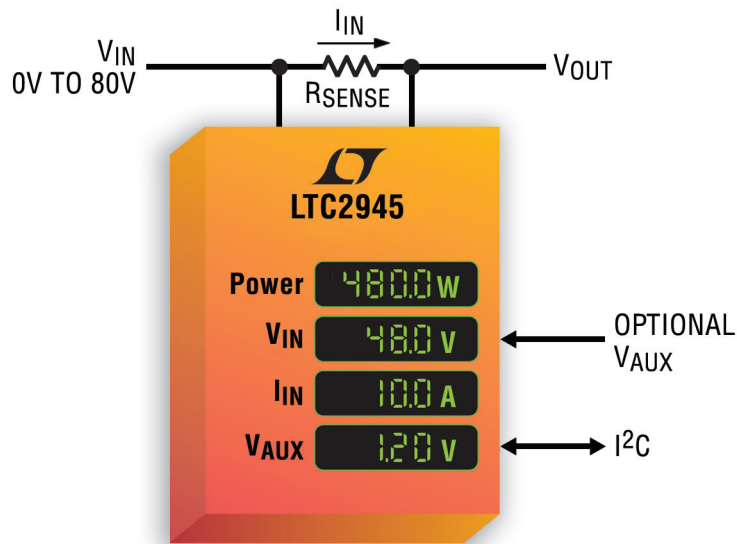 IIN
VIN
0V TO 80V
RSENSE
VOUT
LTC2945
Power 480.0 W
VIN 48.0 V
IIN 10.0 A
VAUX 1.20 V
OPTIONAL
VAUX
I²C